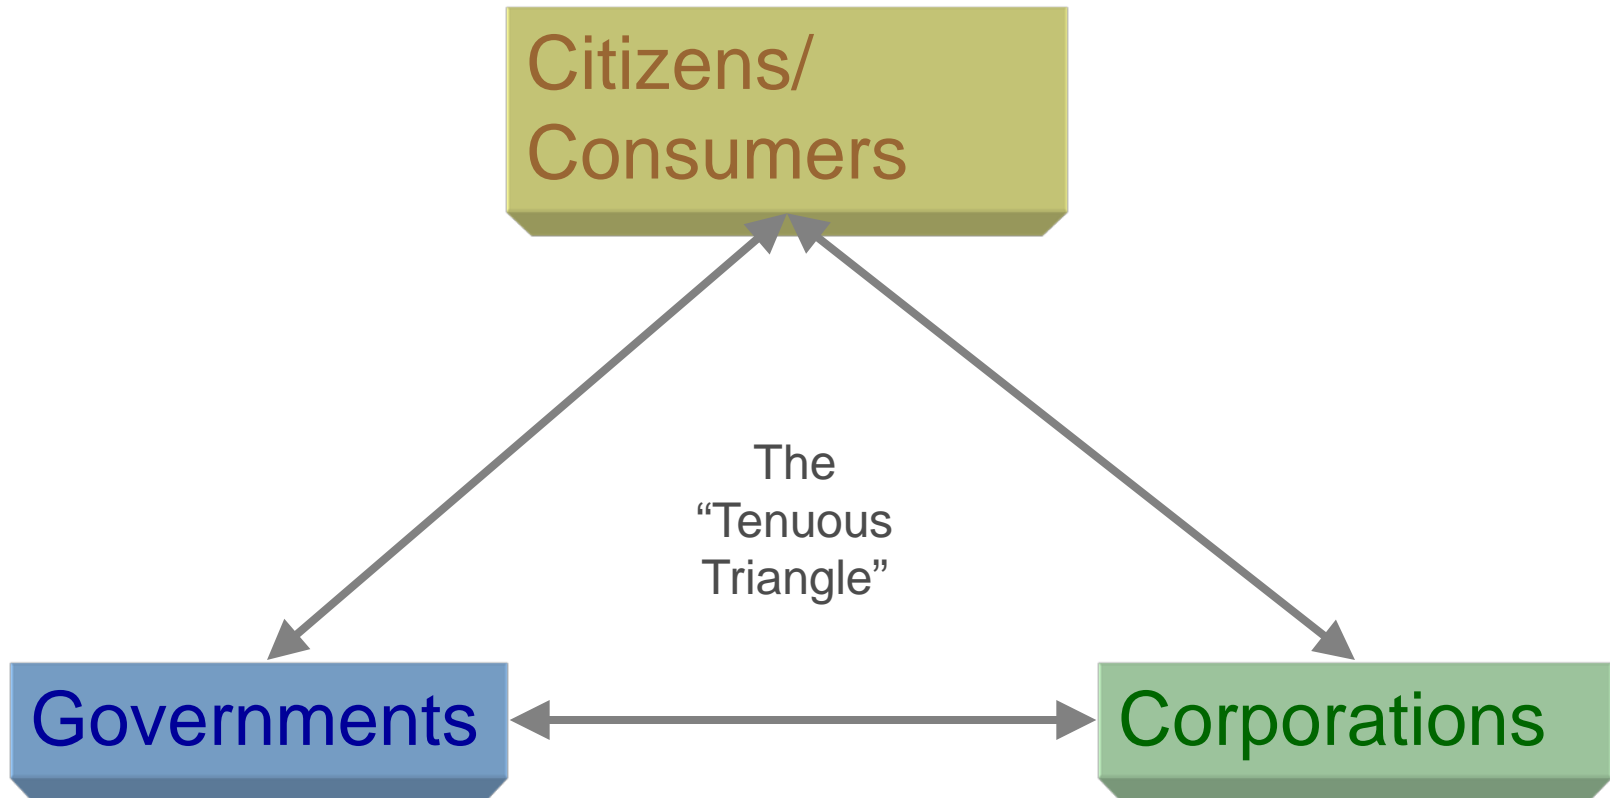 Citizens/
Consumers
The
“Tenuous
Triangle”
Governments
Corporations